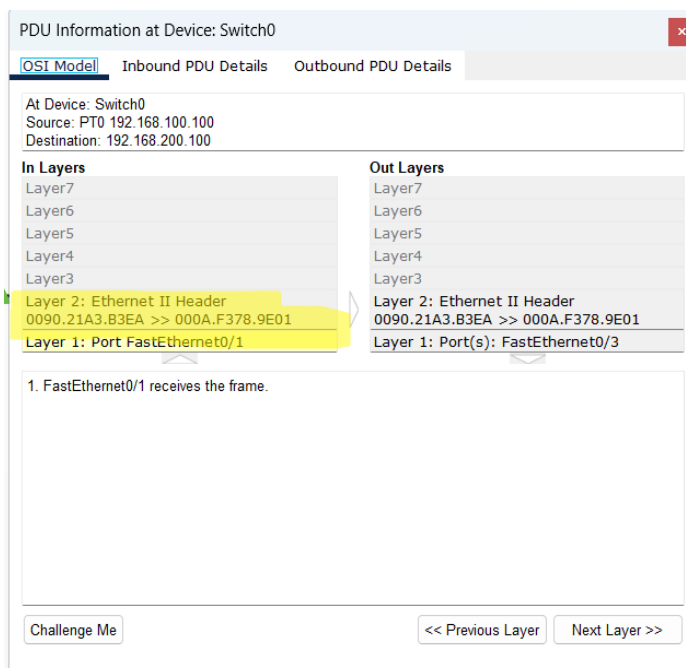 PDU Information at Device: Switch0
x
OSI Model Inbound PDU Details Outbound PDU Details
At Device: Switch0
Source: PT0 192.168.100.100
Destination: 192.168.200.100
In Layers
Layer7
Layer6
Layer5
Layer4
Layer3
Layer 2: Ethernet II Header
0090.21A3.B3EA >> 000A.F378.9E01
Layer 1: Port FastEthernet0/1
Out Layers
Layer7
Layer6
Layer5
Layer4
Layer3
Layer 2: Ethernet II Header
0090.21A3.B3EA >> 000A.F378.9E01
Layer 1: Port(s): FastEthernet0/3
1. FastEthernet0/1 receives the frame.
Challenge Me << Previous Layer Next Layer >>